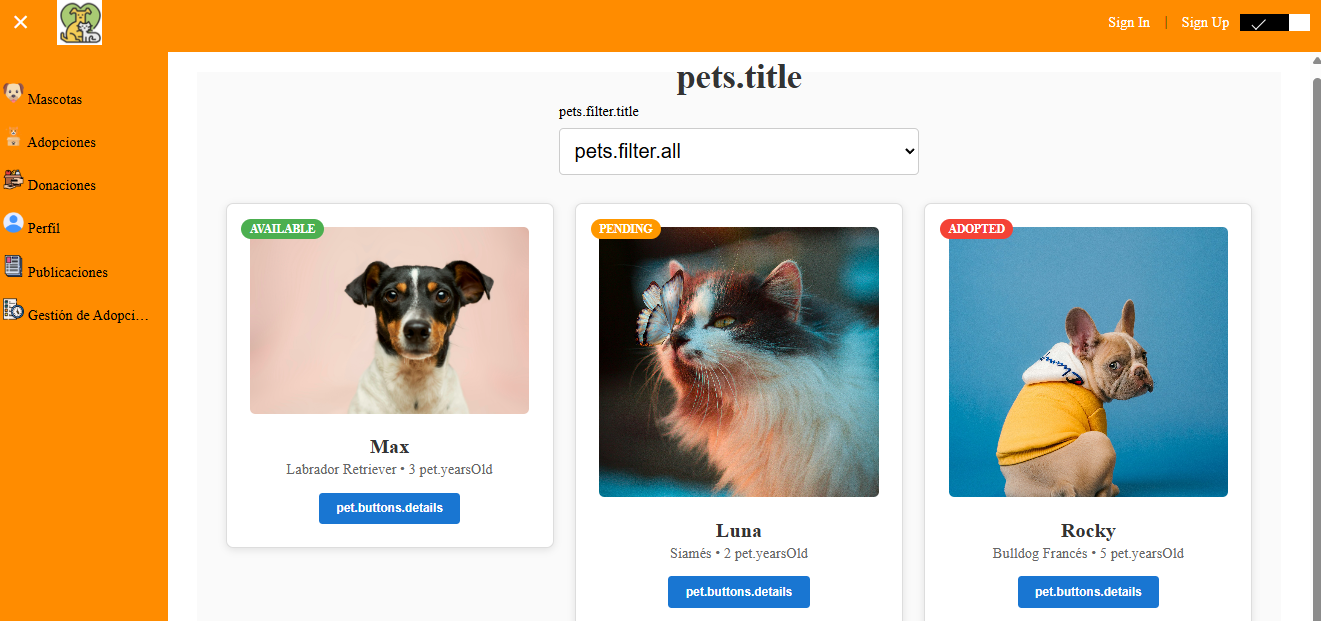 Sign In | Sign Up
Mascotas
Adopciones
Donaciones
Perfil
Publicaciones
Gestión de Adopci…
pets.title
pets.filter.title
pets.filter.all
AVAILABLE
Max
Labrador Retriever • 3 pet.yearsOld
pet.buttons.details
PENDING
Luna
Siamés • 2 pet.yearsOld
pet.buttons.details
ADOPTED
Rocky
Bulldog Francés • 5 pet.yearsOld
pet.buttons.details